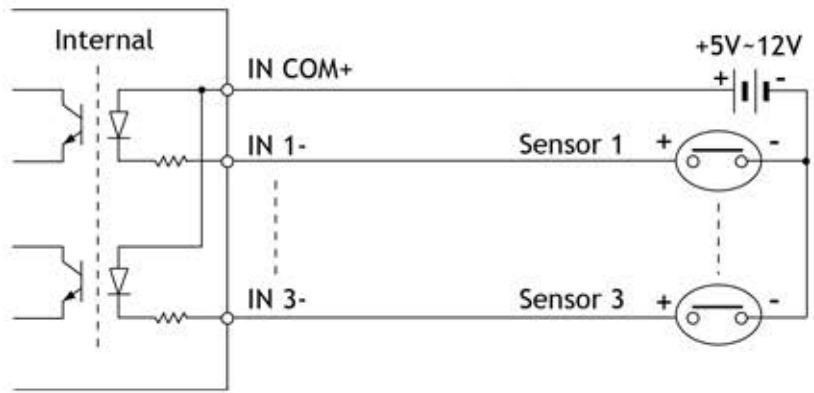 Internal
+5V~12V
IN COM+
+ -
IN 1-
Sensor 1 + -
IN 3-
Sensor 3 + -